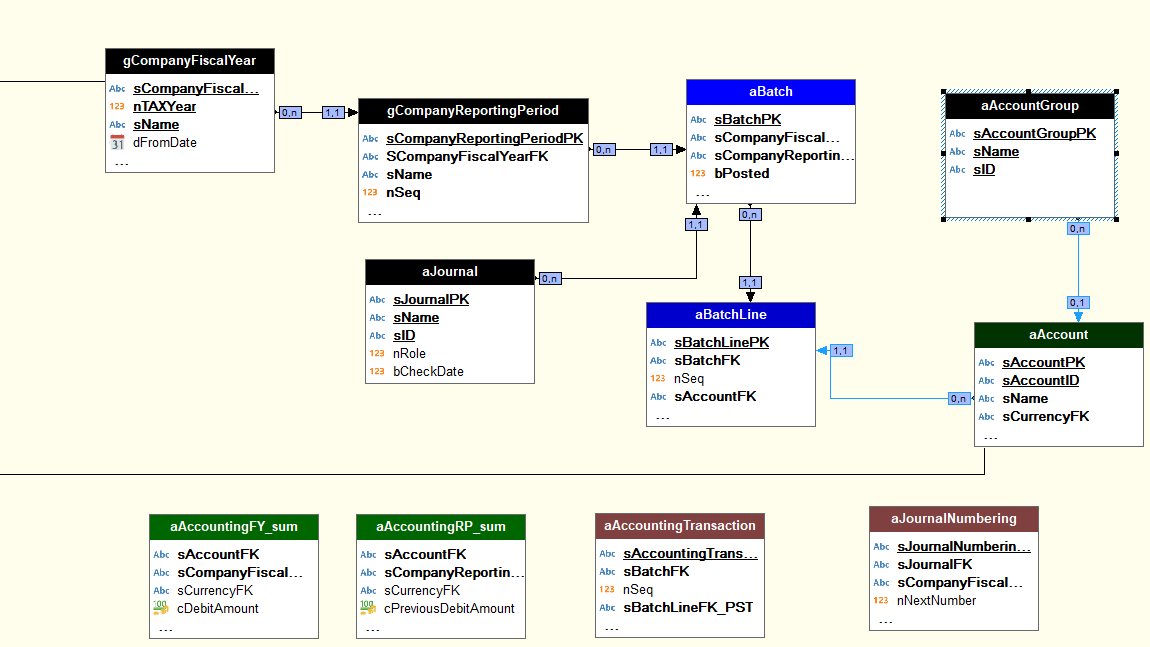 gCompanyFiscalYear
Abc sCompanyFiscal...
123 nTAXYear
Abc sName
31 dFromDate
...
0,n
1,1
gCompanyReportingPeriod
Abc sCompanyReportingPeriodPK
Abc SCompanyFiscalYearFK
Abc sName
123 nSeq
...
0,n
1,1
aBatch
Abc sBatchPK
Abc sCompanyFiscal...
Abc sCompanyReportin...
123 bPosted
...
aAccountGroup
Abc sAccountGroupPK
Abc sName
Abc sID
1,1
0,n
0,n
aJournal
Abc sJournalPK
Abc sName
Abc sID
123 nRole
123 bCheckDate
0,n
1,1
0,1
aBatchLine
Abc sBatchLinePK
Abc sBatchFK
123 nSeq
Abc sAccountFK
...
1,1
0,n
aAccount
Abc sAccountPK
Abc sAccountID
Abc sName
Abc sCurrencyFK
...
aAccountingFY_sum
Abc sAccountFK
Abc sCompanyFiscal...
Abc sCurrencyFK
100 cDebitAmount
...
aAccountingRP_sum
Abc sAccountFK
Abc sCompanyReportin...
Abc sCurrencyFK
100 cPreviousDebitAmount
...
aAccountingTransaction
Abc sAccountingTrans...
Abc sBatchFK
123 nSeq
Abc sBatchLineFK_PST
...
aJournalNumbering
Abc sJournalNumberin...
Abc sJournalFK
Abc sCompanyFiscal...
123 nNextNumber
...